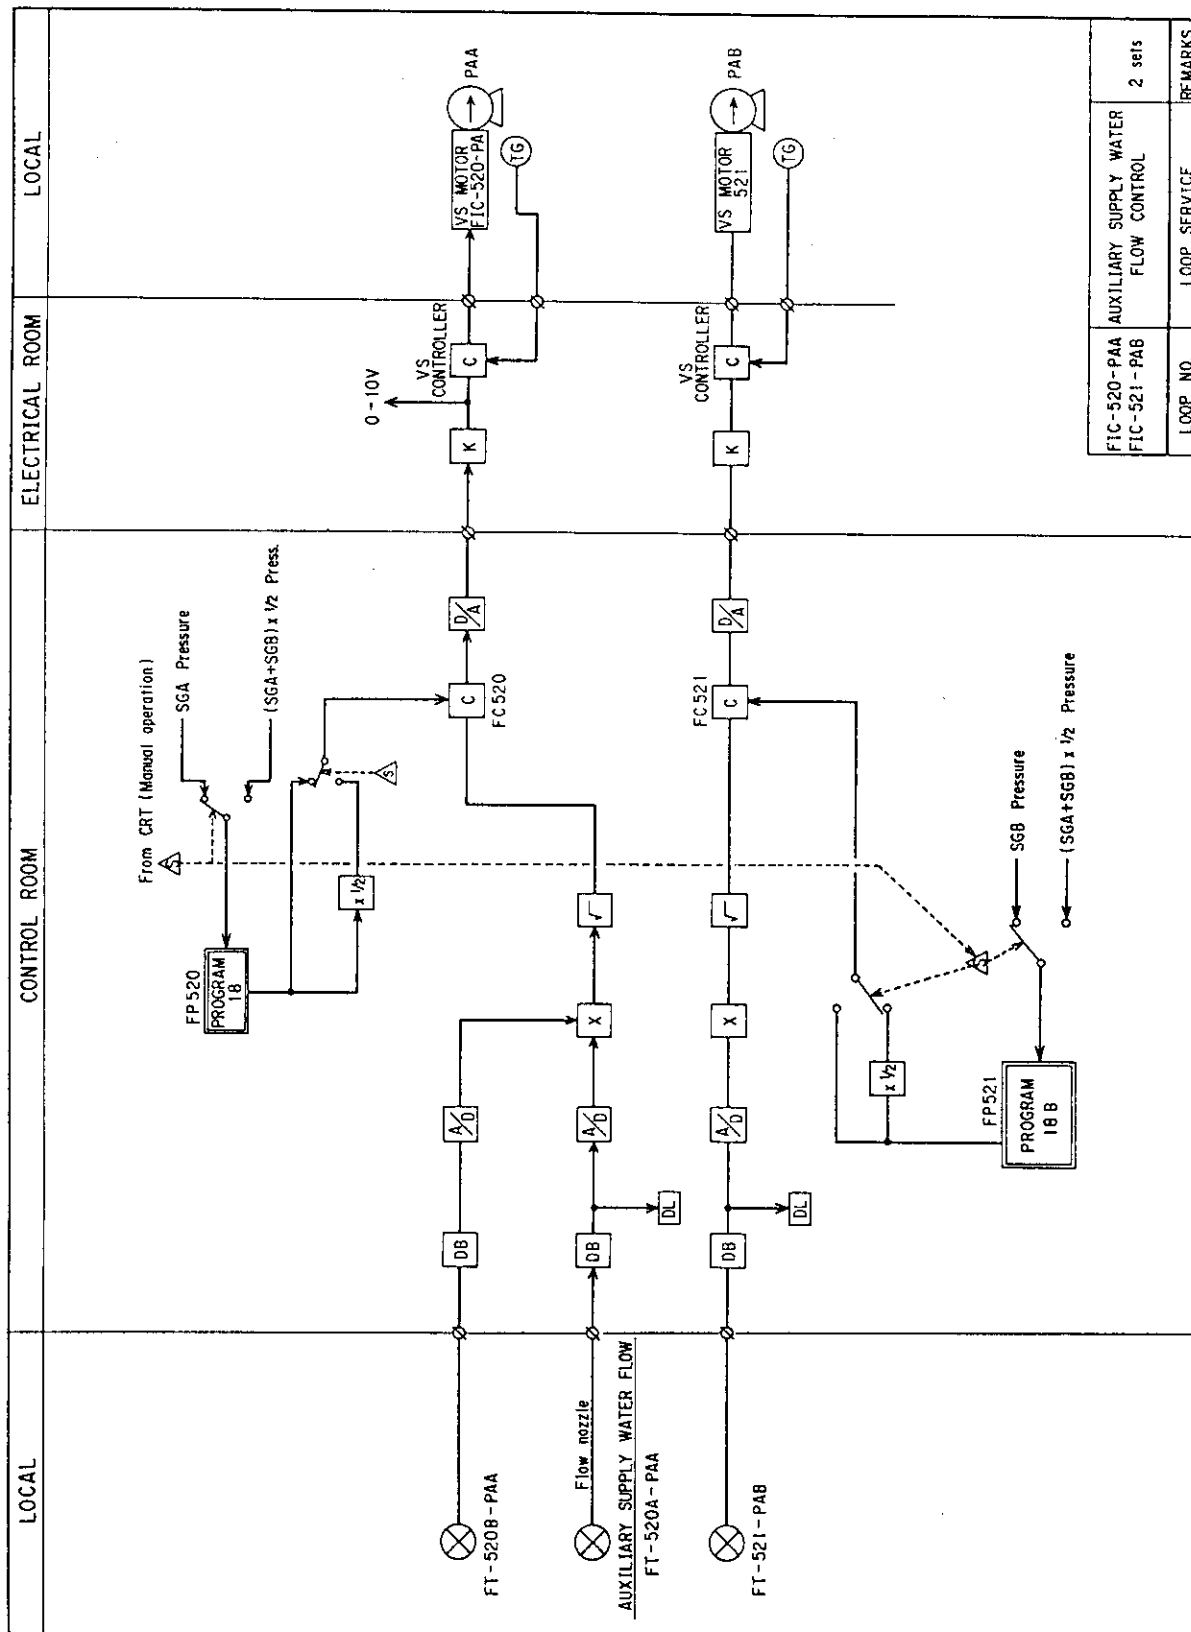 LOCAL
CONTROL ROOM
ELECTRICAL ROOM
LOCAL
From CRT (Manual operation)
S
SGA Pressure
(SGA+SGB) x 1/2 Press.
FP520
PROGRAM
18
x 1/2
S
0-10V
VS
CONTROLLER
VS MOTOR
FIC-520-PA
PAA
TG
FT-520B-PAA
DB
A/D
C
FC520
D/A
K
C
Flow nozzle
AUXILIARY SUPPLY WATER FLOW
FT-520A-PAA
DB
DL
A/D
X
√
VS
CONTROLLER
VS MOTOR
521
PAB
TG
FT-521-PAB
DB
DL
A/D
X
√
FC521
C
D/A
K
C
x 1/2
S
FP521
PROGRAM
18B
SGB Pressure
(SGA+SGB) x 1/2 Pressure
FIC-520-PAA
FIC-521-PAB
AUXILIARY SUPPLY WATER
FLOW CONTROL
2 sets
LOOP NO
LOOP SERVICE
REMARKS